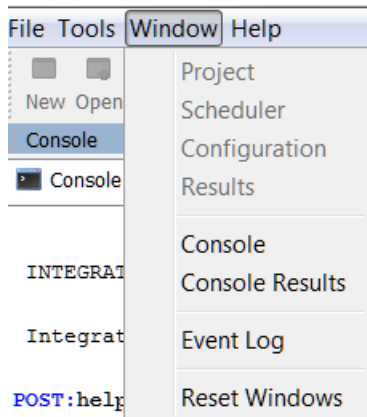 File Tools Window Help
New Open
Console
Console
INTEGRAT
Integrat
POST:help
Project
Scheduler
Configuration
Results
Console
Console Results
Event Log
Reset Windows